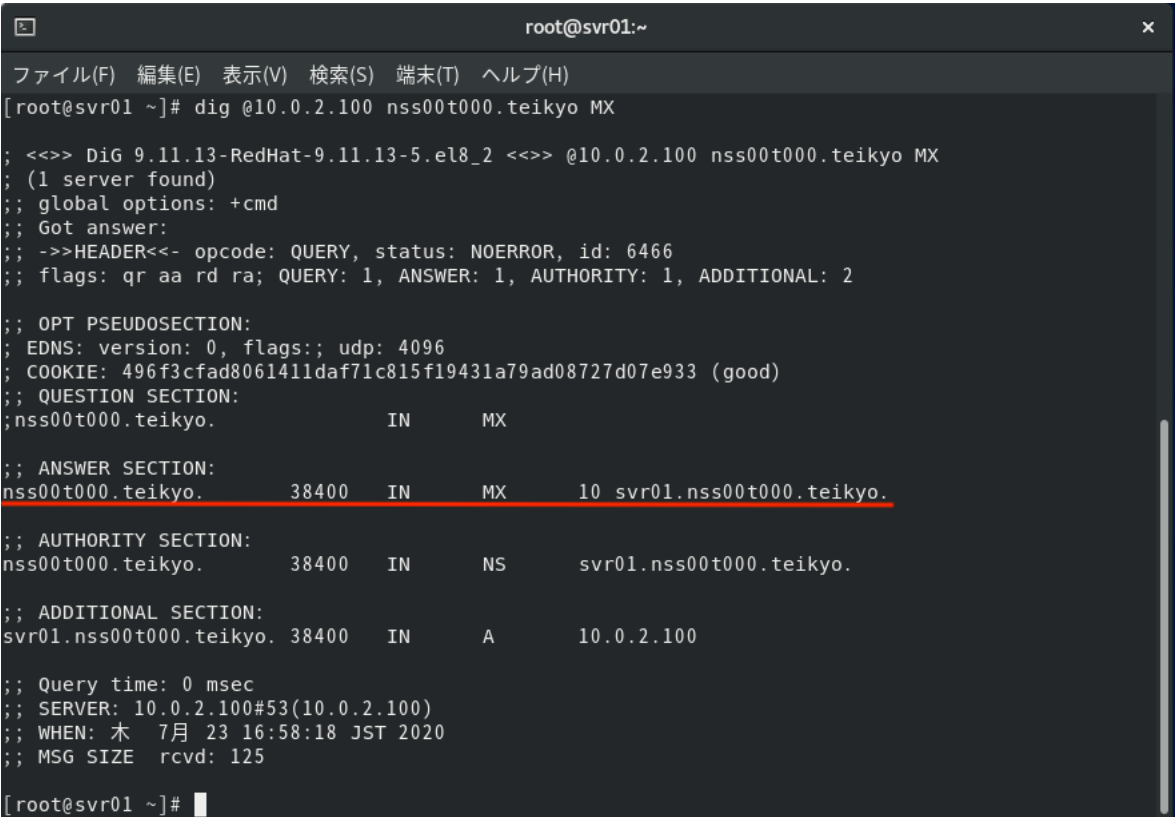 root@svr01:~ ×
ファイル(F) 編集(E) 表示(V) 検索(S) 端末(T) ヘルプ(H)
[root@svr01 ~]# dig @10.0.2.100 nss00t000.teikyo MX
; <<>> DiG 9.11.13-RedHat-9.11.13-5.el8_2 <<>> @10.0.2.100 nss00t000.teikyo MX
; (1 server found)
;; global options: +cmd
;; Got answer:
;; ->>HEADER<<- opcode: QUERY, status: NOERROR, id: 6466
;; flags: qr aa rd ra; QUERY: 1, ANSWER: 1, AUTHORITY: 1, ADDITIONAL: 2
;; OPT PSEUDOSECTION:
; EDNS: version: 0, flags:; udp: 4096
; COOKIE: 496f3cfad8061411daf71c815f19431a79ad08727d07e933 (good)
;; QUESTION SECTION:
;nss00t000.teikyo. IN MX
;; ANSWER SECTION:
nss00t000.teikyo. 38400 IN MX 10 svr01.nss00t000.teikyo.
;; AUTHORITY SECTION:
nss00t000.teikyo. 38400 IN NS svr01.nss00t000.teikyo.
;; ADDITIONAL SECTION:
svr01.nss00t000.teikyo. 38400 IN A 10.0.2.100
;; Query time: 0 msec
;; SERVER: 10.0.2.100#53(10.0.2.100)
;; WHEN: 木 7月 23 16:58:18 JST 2020
;; MSG SIZE rcvd: 125
[root@svr01 ~]#